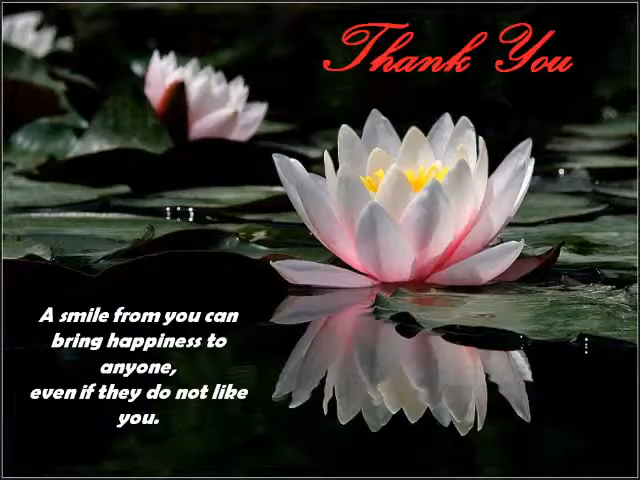 Thank You
A smile from you can
bring happiness to
anyone,
even if they do not like
you.